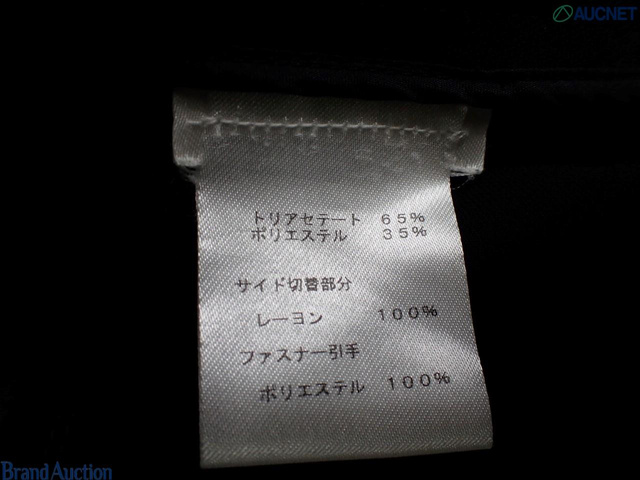 AUCNET
トリアセテート 65%
ポリエステル 35%
サイド切替部分
レーヨン 100%
ファスナー引手
ポリエステル 100%
Brand Auction